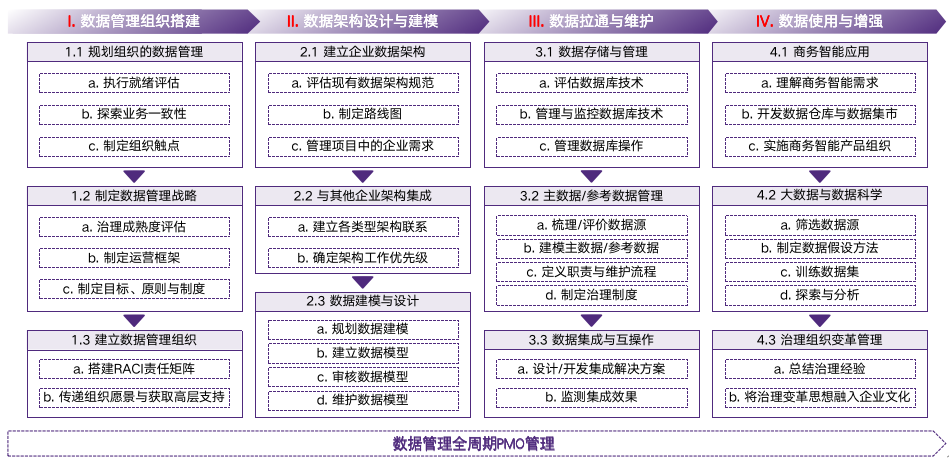 I. 数据管理组织搭建
II. 数据架构设计与建模
III. 数据拉通与维护
IV. 数据使用与增强
1.1 规划组织的数据管理
a. 执行就绪评估
b. 探索业务一致性
c. 制定组织触点
1.2 制定数据管理战略
a. 治理成熟度评估
b. 制定运营框架
c. 制定目标、原则与制度
1.3 建立数据管理组织
a. 搭建RACI责任矩阵
b. 传递组织愿景与获取高层支持
2.1 建立企业数据架构
a. 评估现有数据架构规范
b. 制定路线图
c. 管理项目中的企业需求
2.2 与其他企业架构集成
a. 建立各类型架构联系
b. 确定架构工作优先级
2.3 数据建模与设计
a. 规划数据建模
b. 建立数据模型
c. 审核数据模型
d. 维护数据模型
3.1 数据存储与管理
a. 评估数据库技术
b. 管理与监控数据库技术
c. 管理数据库操作
3.2 主数据/参考数据管理
a. 梳理/评价数据源
b. 建模主数据/参考数据
c. 定义职责与维护流程
d. 制定治理制度
3.3 数据集成与互操作
a. 设计/开发集成解决方案
b. 监测集成效果
4.1 商务智能应用
a. 理解商务智能需求
b. 开发数据仓库与数据集市
c. 实施商务智能产品组织
4.2 大数据与数据科学
a. 筛选数据源
b. 制定数据假设方法
c. 训练数据集
d. 探索与分析
4.3 治理组织变革管理
a. 总结治理经验
b. 将治理变革思想融入企业文化
数据管理全周期PMO管理